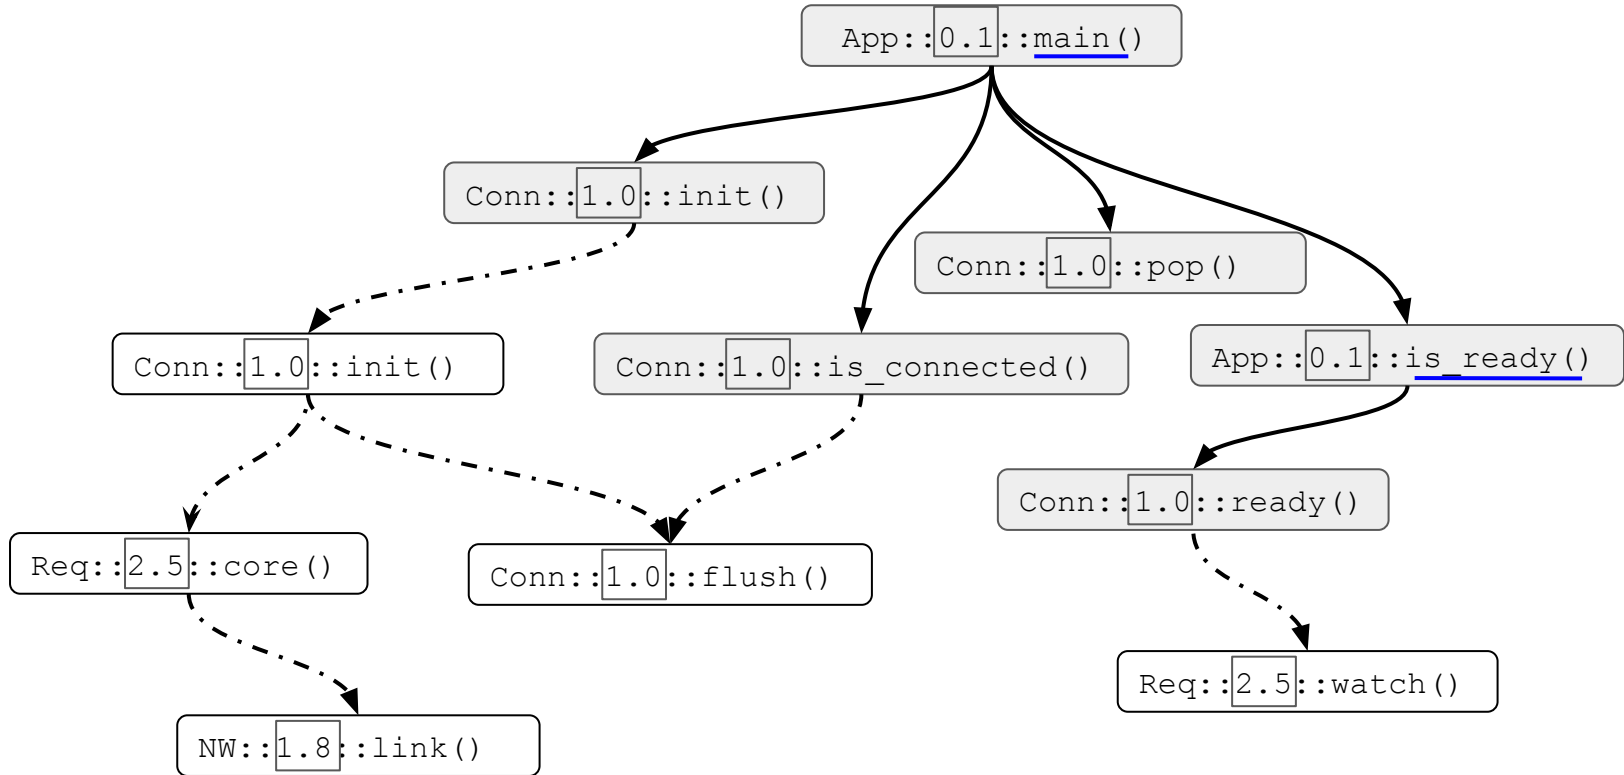 App::0.1::main()
Conn::1.0::init()
Conn::1.0::pop()
Conn::1.0::init()
Conn::1.0::is_connected()
App::0.1::is_ready()
Conn::1.0::ready()
Req::2.5::core()
Conn::1.0::flush()
Req::2.5::watch()
NW::1.8::link()